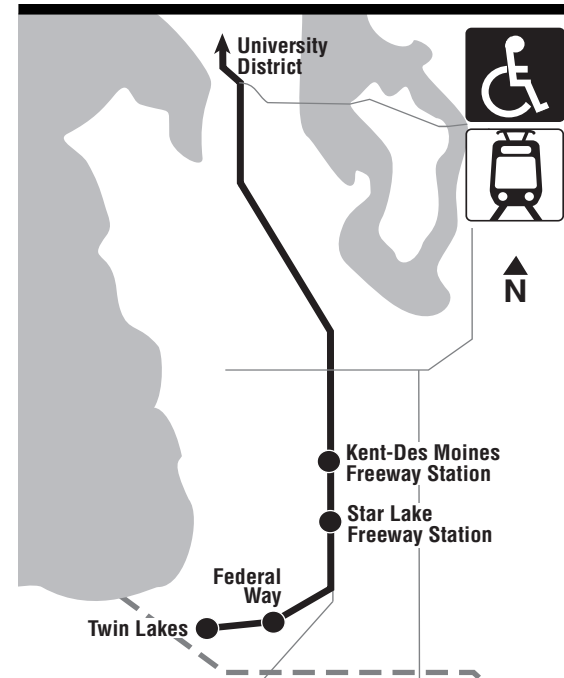 University
District
N
Kent-Des Moines
Freeway Station
Star Lake
Freeway Station
Federal
Way
Twin Lakes